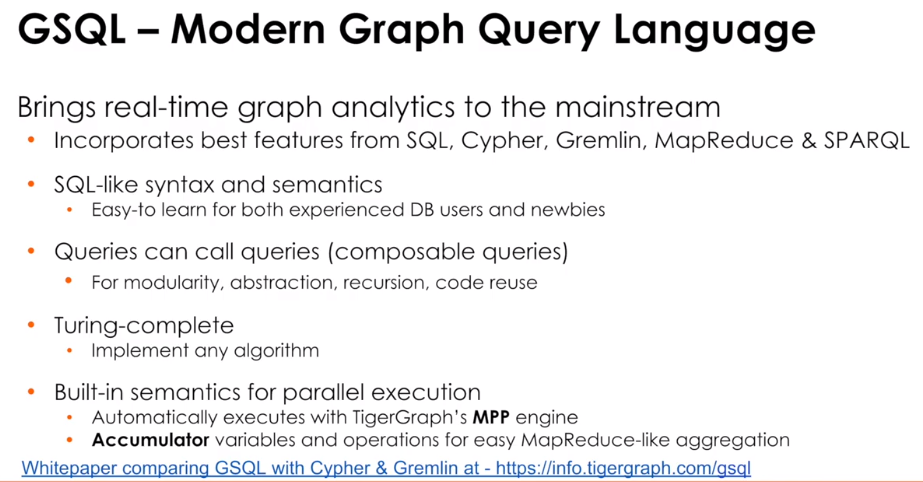 GSQL – Modern Graph Query Language
Brings real-time graph analytics to the mainstream
• Incorporates best features from SQL, Cypher, Gremlin, MapReduce & SPARQL
• SQL-like syntax and semantics
• Easy-to learn for both experienced DB users and newbies
• Queries can call queries (composable queries)
• For modularity, abstraction, recursion, code reuse
• Turing-complete
• Implement any algorithm
• Built-in semantics for parallel execution
• Automatically executes with TigerGraph's MPP engine
• Accumulator variables and operations for easy MapReduce-like aggregation
Whitepaper comparing GSQL with Cypher & Gremlin at - https://info.tigergraph.com/gsql